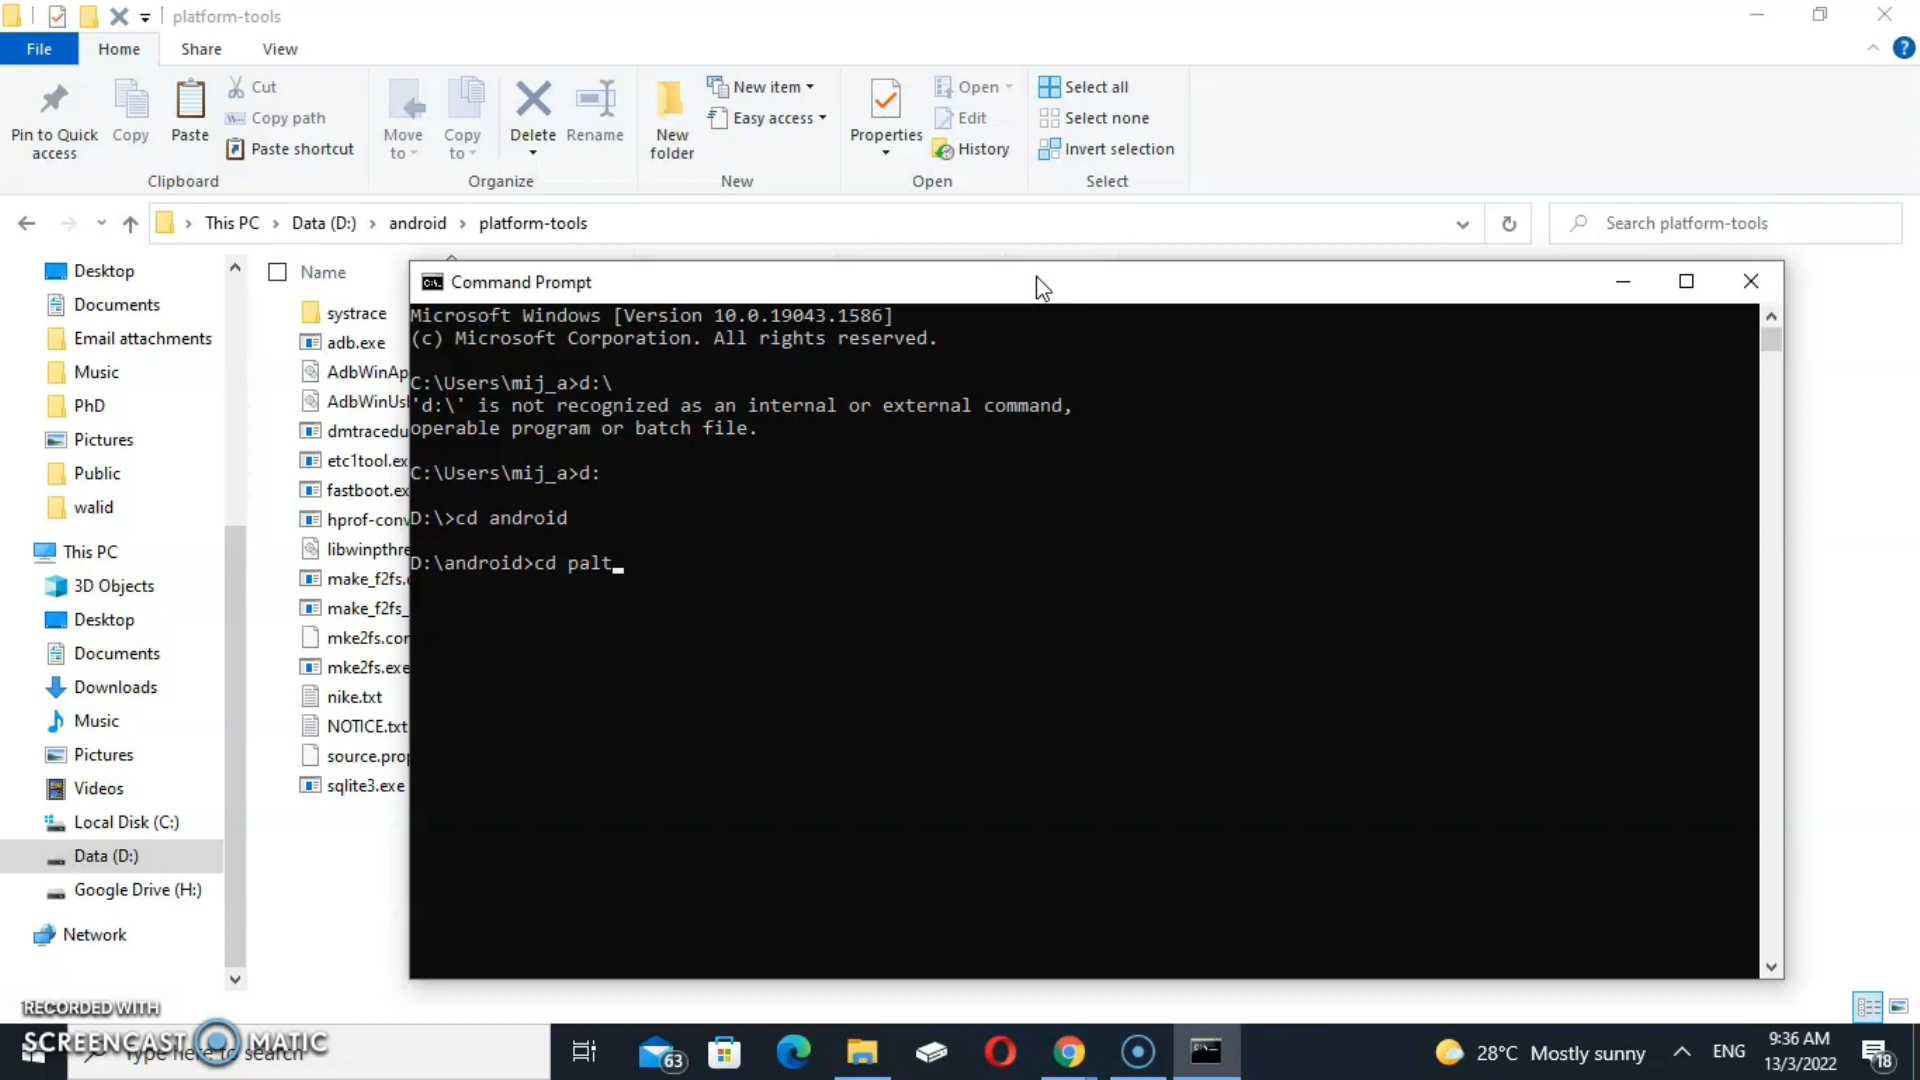 platform-tools
File Home Share View
Pin to Quick access
Copy
Paste
Cut
Copy path
Paste shortcut
Clipboard
Move to
Copy to
Delete
Rename
Organize
New folder
New item
Easy access
New
Properties
Open
Edit
History
Open
Select all
Select none
Invert selection
Select
This PC > Data (D:) > android > platform-tools
Search platform-tools
Desktop
Documents
Email attachments
Music
PhD
Pictures
Public
walid
This PC
3D Objects
Desktop
Documents
Downloads
Music
Pictures
Videos
Local Disk (C:)
Data (D:)
Google Drive (H:)
Network
Name
systrace
adb.exe
AdbWinAp
AdbWinUs
dmtracedu
etc1tool.ex
fastboot.ex
hprof-conv
libwinpthre
make_f2fs.e
make_f2fs_
mke2fs.con
mke2fs.exe
nike.txt
NOTICE.txt
source.prop
sqlite3.exe
Command Prompt
Microsoft Windows [Version 10.0.19043.1586]
(c) Microsoft Corporation. All rights reserved.
C:\Users\mij_a>d:\
'd:\' is not recognized as an internal or external command,
operable program or batch file.
C:\Users\mij_a>d:
D:\>cd android
D:\android>cd palt_
RECORDED WITH
SCREENCAST MATIC
Type here to search
63
28°C Mostly sunny
ENG
9:36 AM
13/3/2022
18